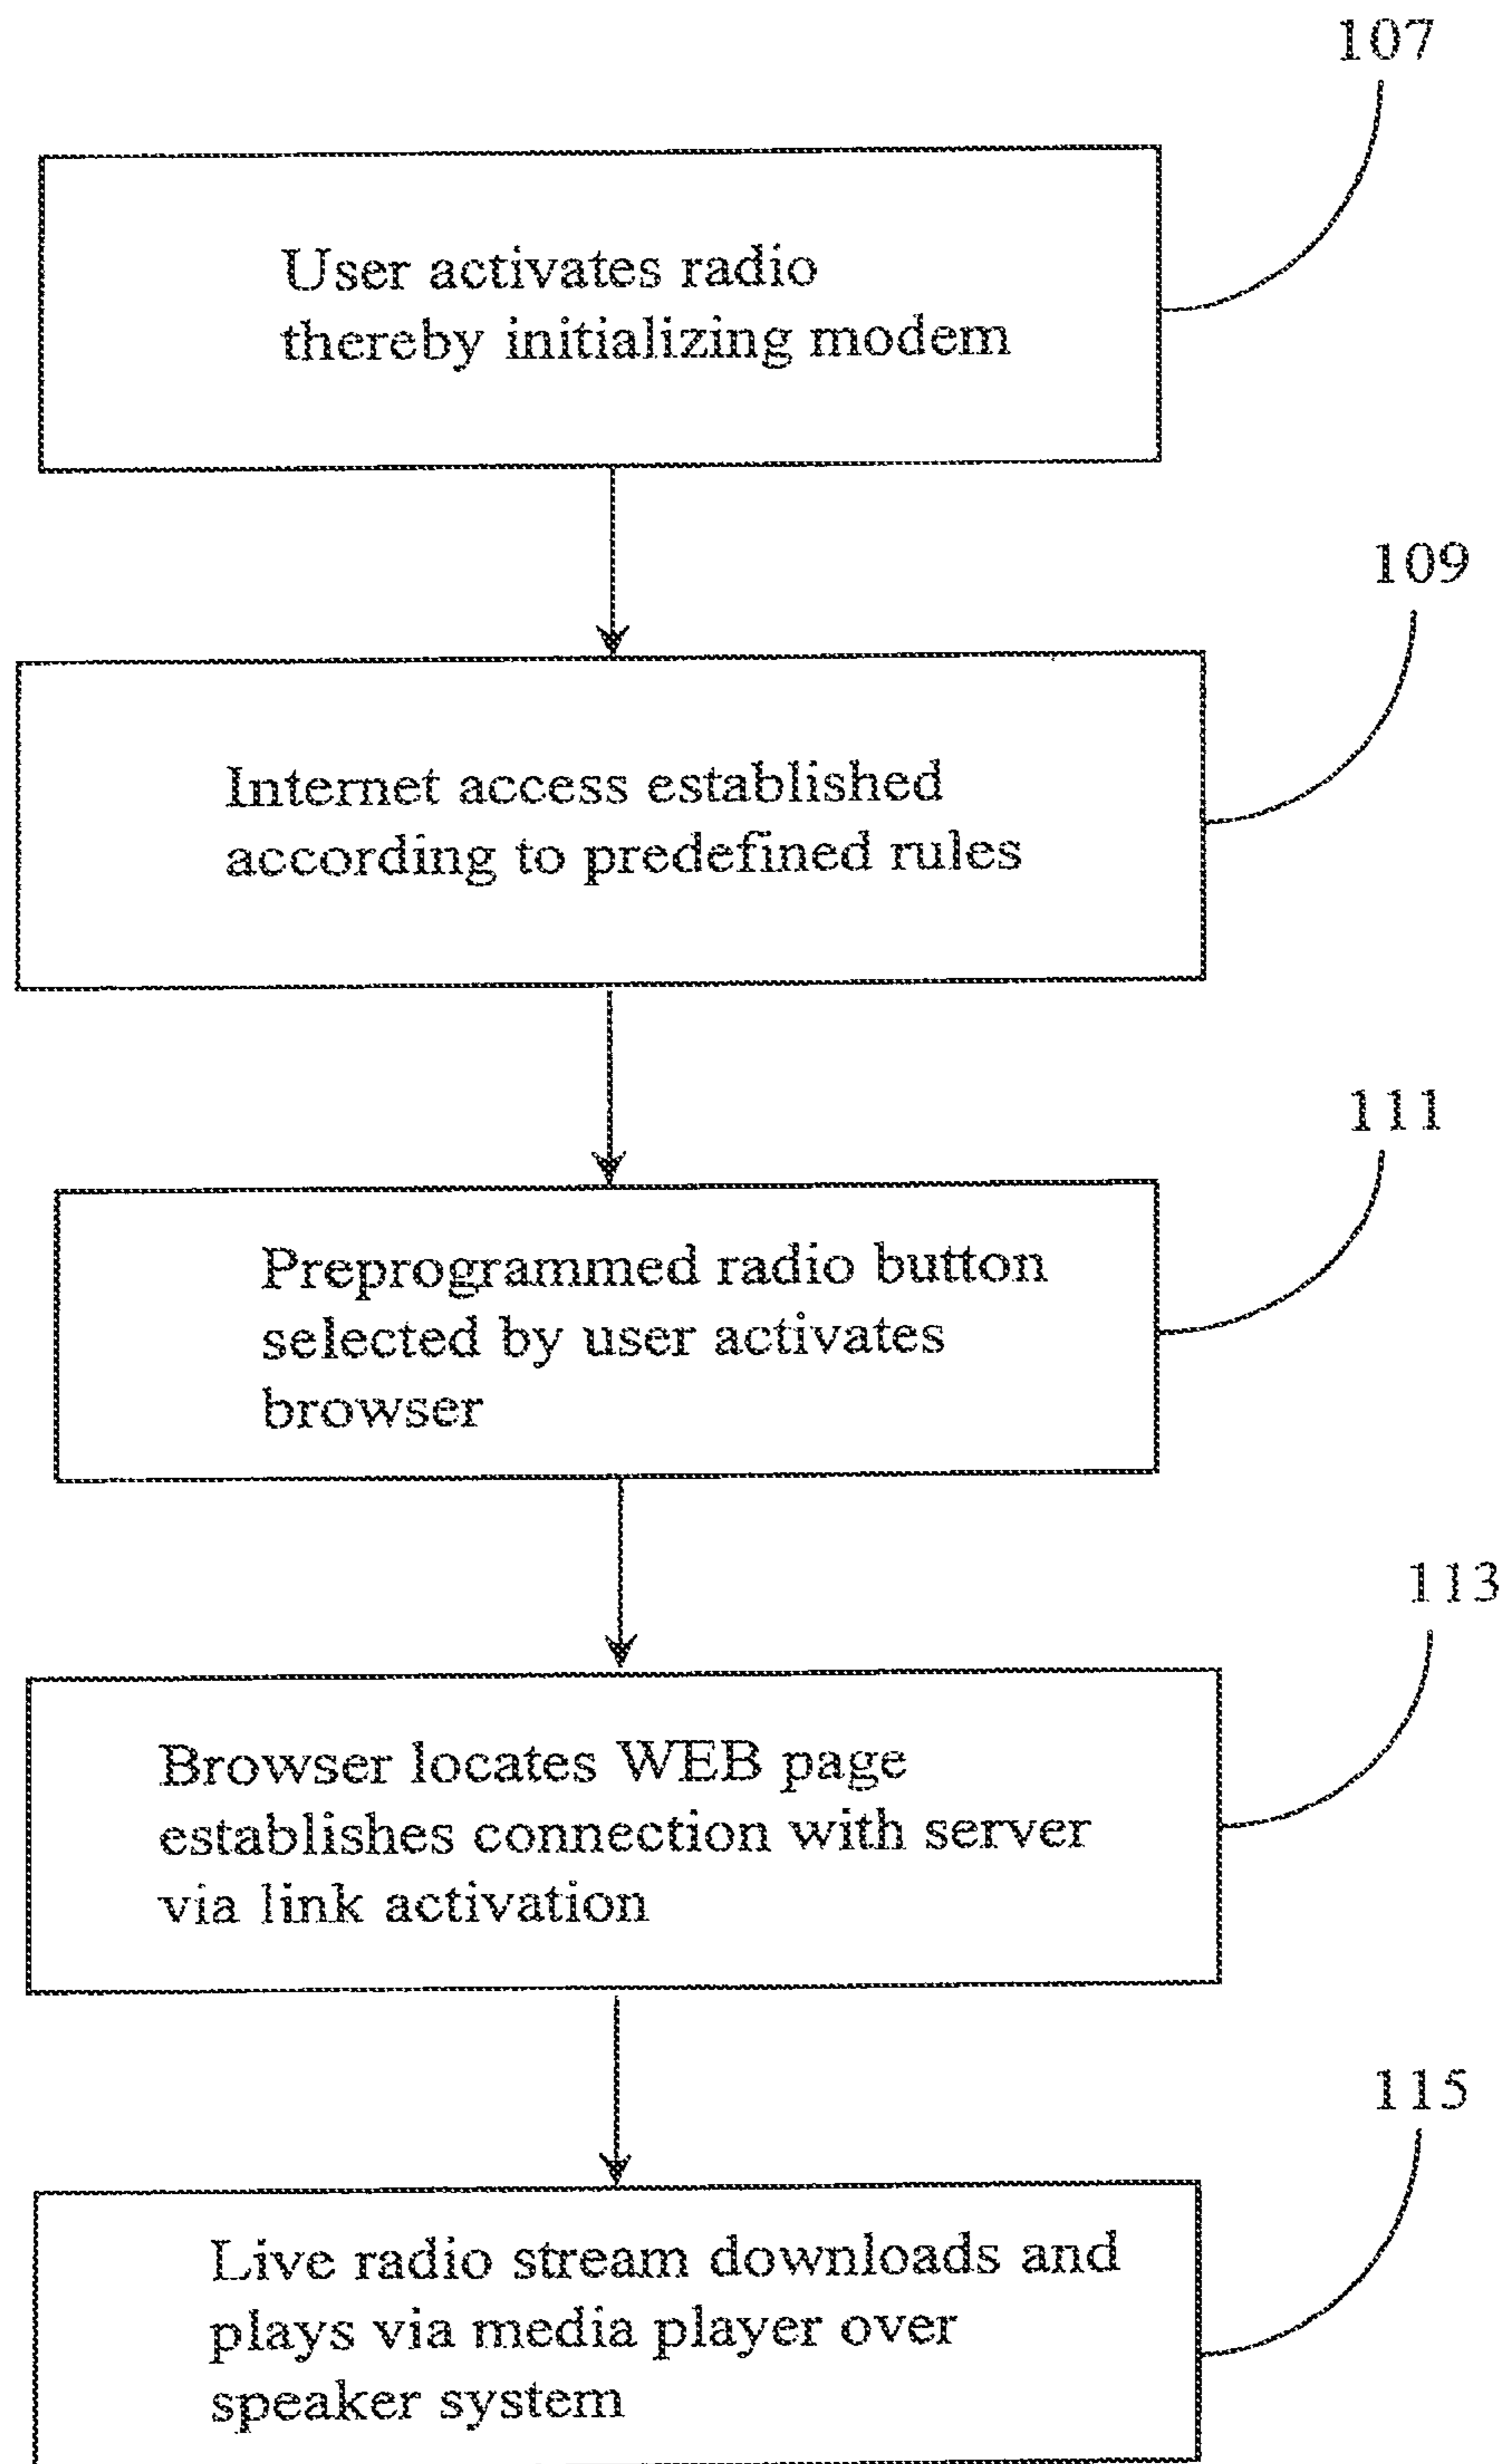 107
User activates radio
thereby initializing modem
109
Internet access established
according to predefined rules
111
Preprogrammed radio button
selected by user activates
browser
113
Browser locates WEB page
establishes connection with server
via link activation
115
Live radio stream downloads and
plays via media player over
speaker system